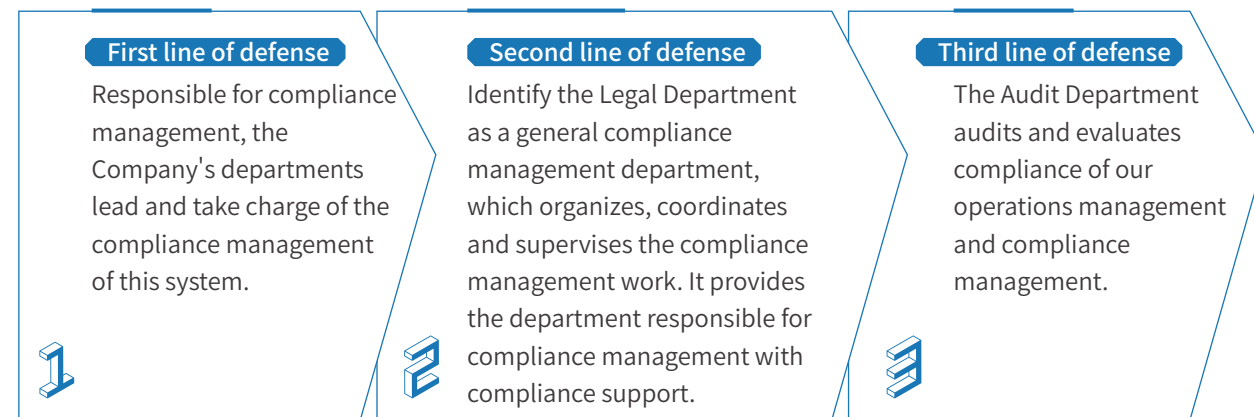 First line of defense
Responsible for compliance
management, the
Company's departments
lead and take charge of the
compliance management
of this system.
1
Second line of defense
Identify the Legal Department
as a general compliance
management department,
which organizes, coordinates
and supervises the compliance
management work. It provides
the department responsible for
compliance management with
compliance support.
2
Third line of defense
The Audit Department
audits and evaluates
compliance of our
operations management
and compliance
management.
3